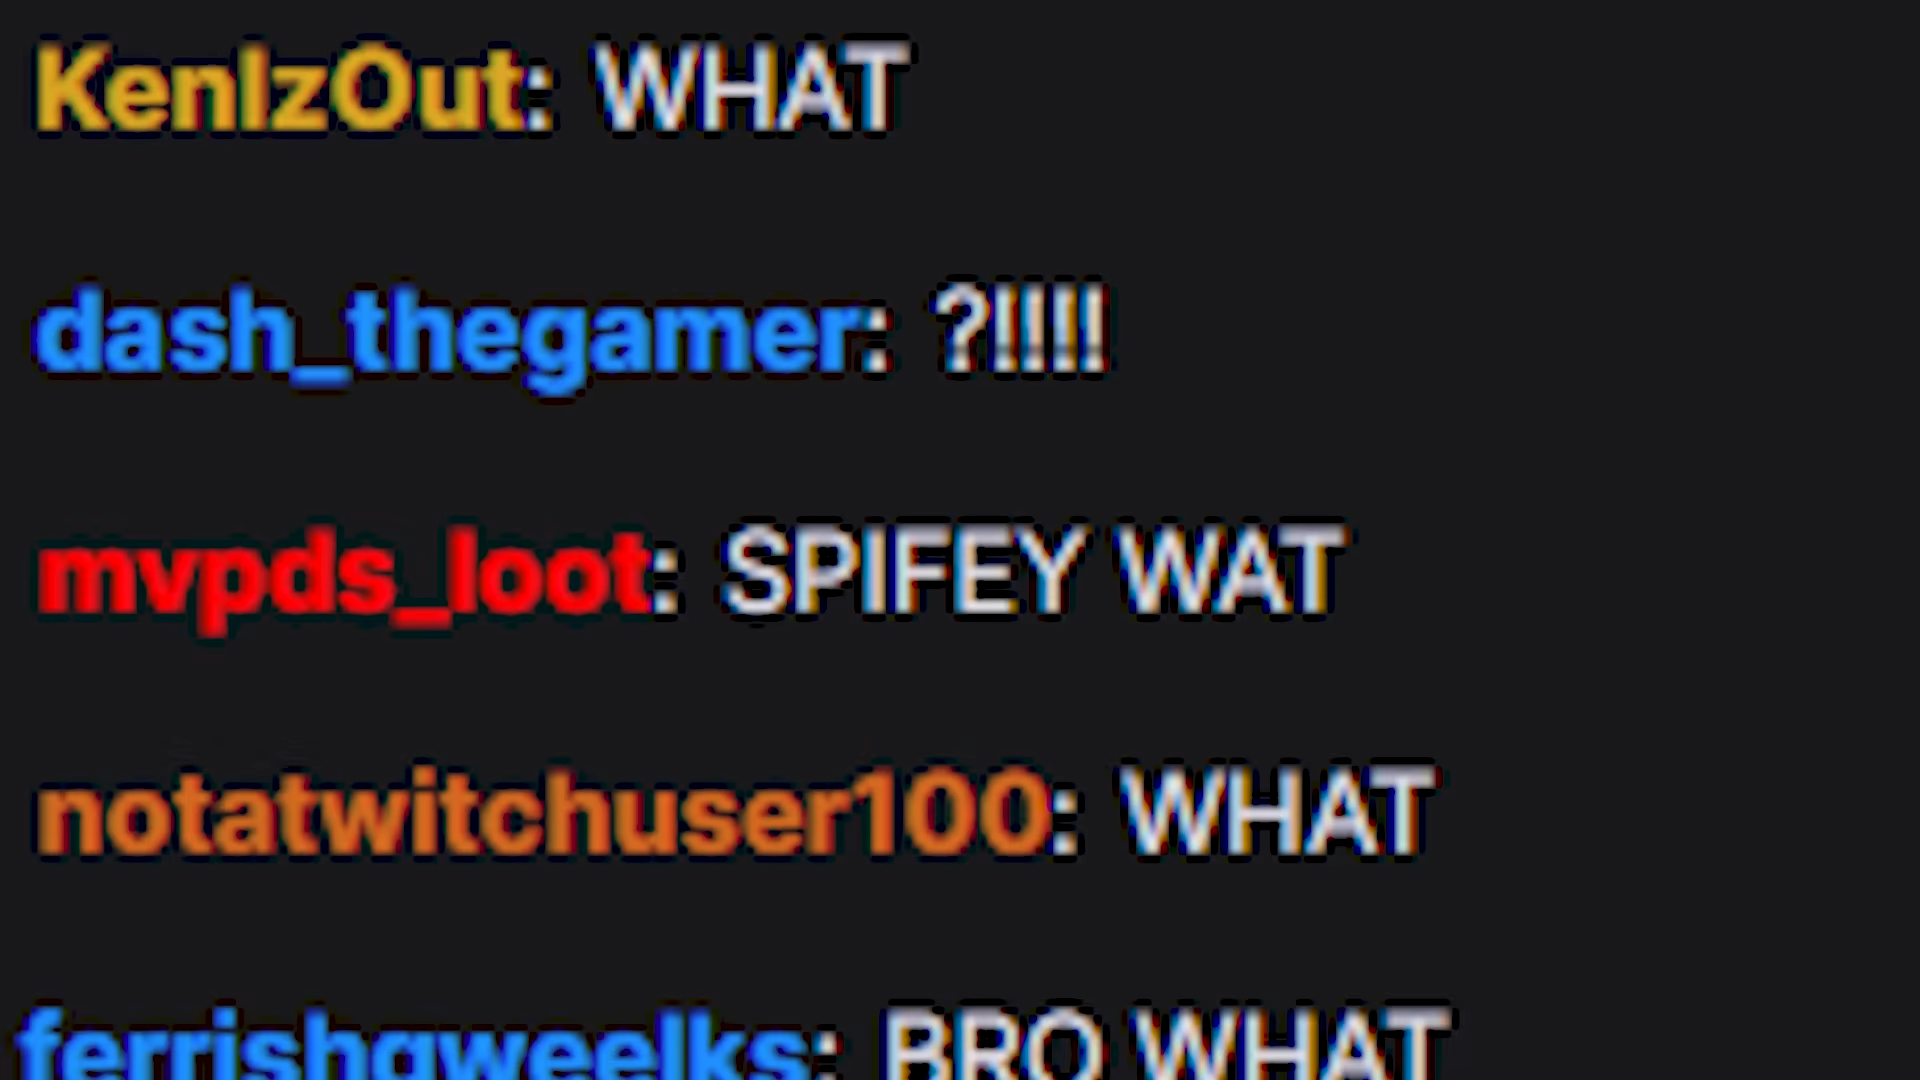 KenIzOut: WHAT
dash_thegamer: ?!!!!
mvpds_loot: SPIFEY WAT
notatwitchuser100: WHAT
BRO WHAT